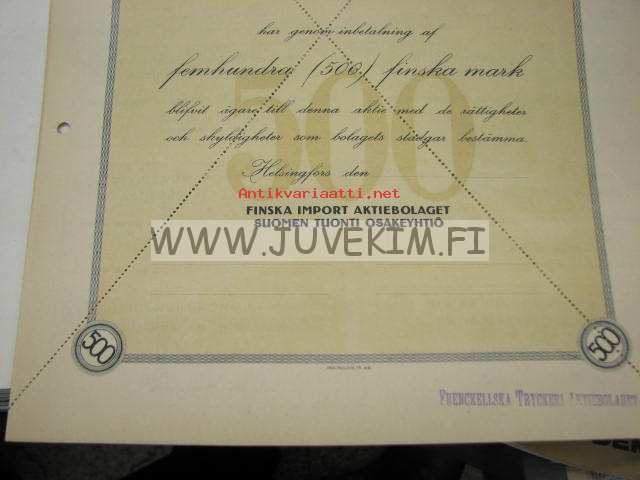 har genom inbetalning af
femhundra (500) finska mark
blifvit ägare till denna aktie med de rättigheter
och skyldigheter som bolagets stadgar bestämma.
500
Helsingfors den
Antikvariaatti.net
FINSKA IMPORT AKTIEBOLAGET
SUOMEN TUONTI OSAKEYHTIÖ
WWW.JUVEKIM.FI
500
500
FRENCKELLSKA TRYCKERI AKTIEBOLAGET